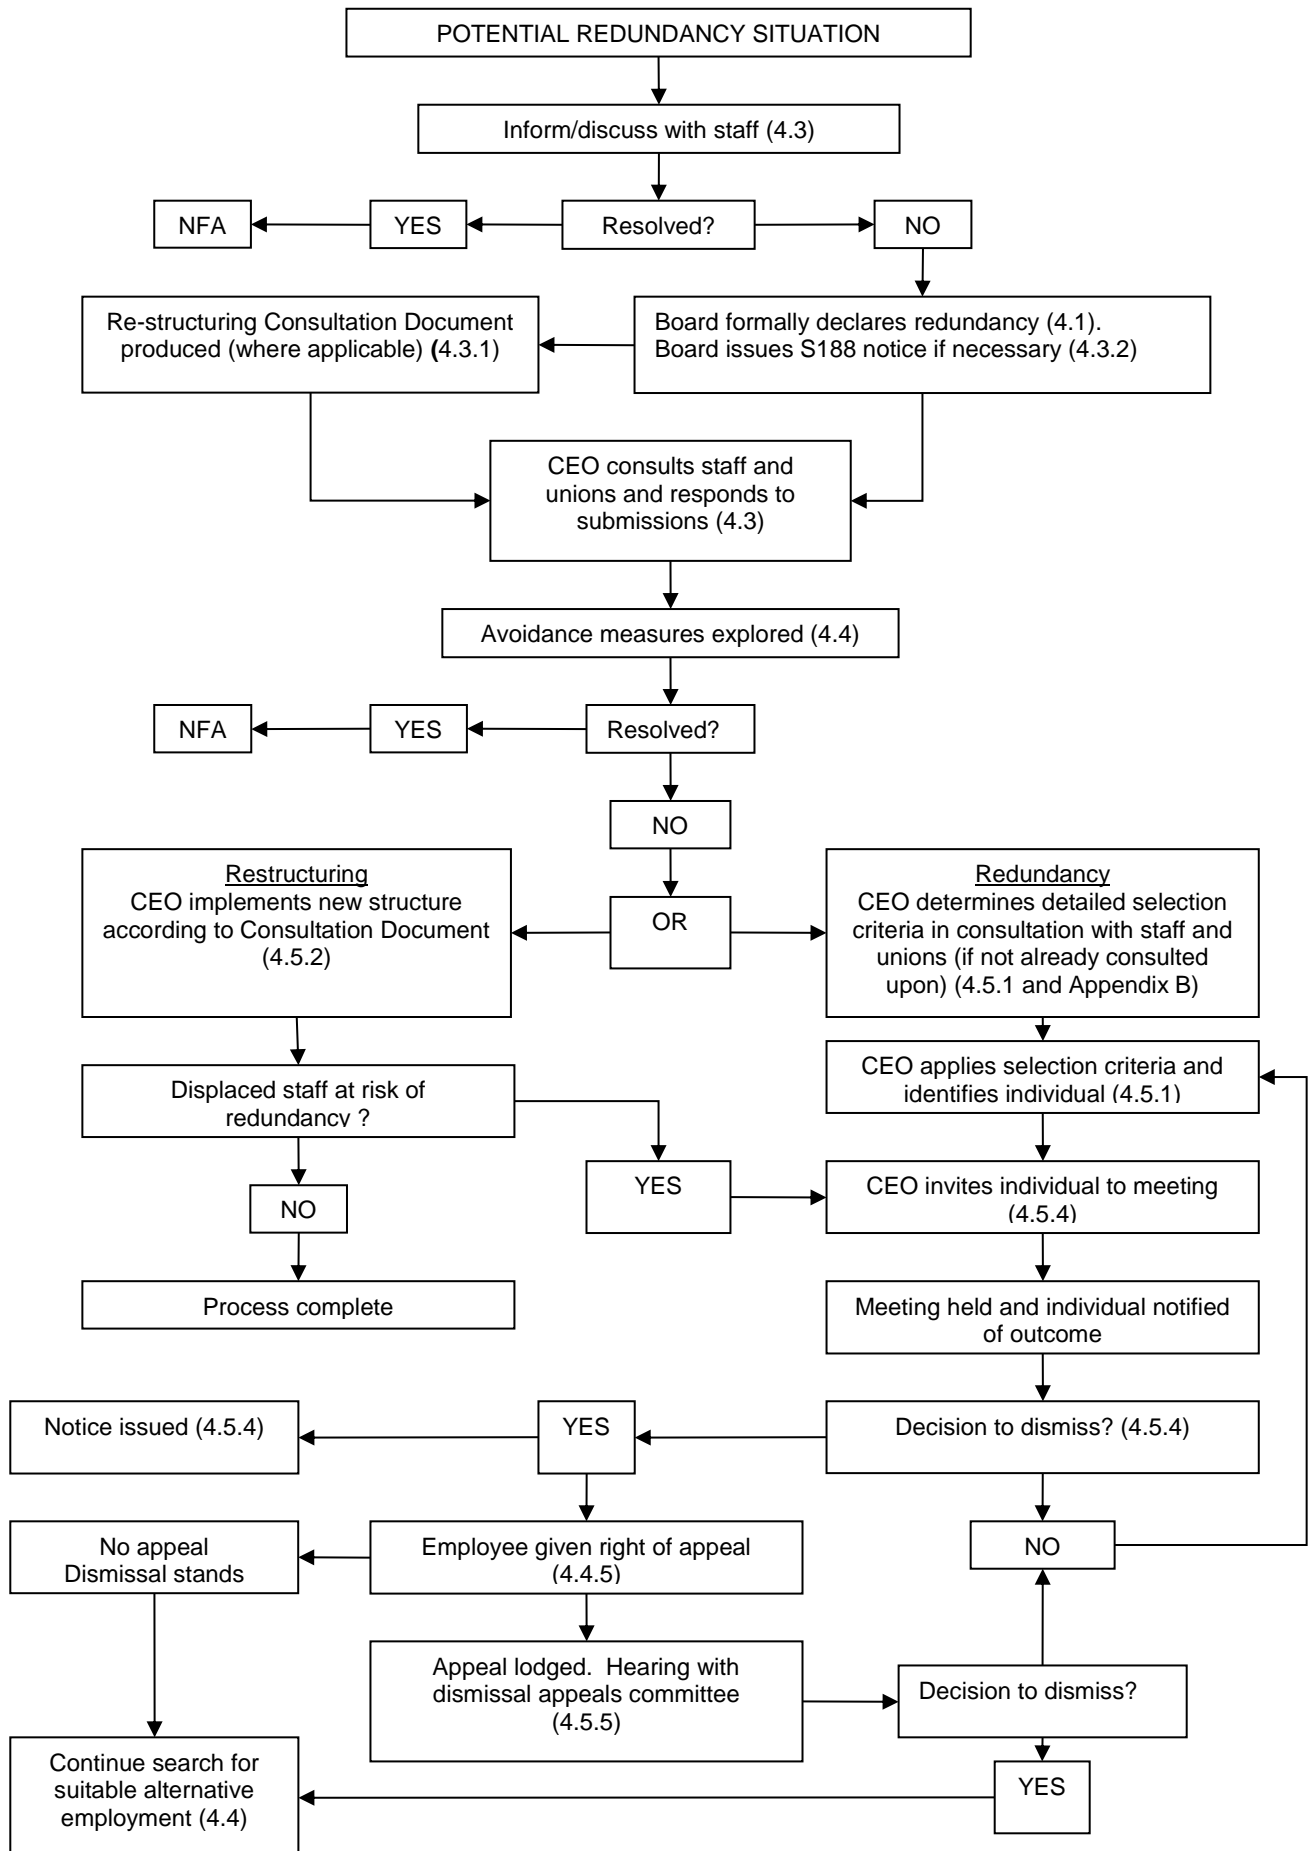 POTENTIAL REDUNDANCY SITUATION
Inform/discuss with staff (4.3)
NFA
YES
Resolved?
NO
Re-structuring Consultation Document
produced (where applicable) (4.3.1)
Board formally declares redundancy (4.1).
Board issues S188 notice if necessary (4.3.2)
CEO consults staff and
unions and responds to
submissions (4.3)
Avoidance measures explored (4.4)
NFA
YES
Resolved?
NO
OR
Restructuring
CEO implements new structure
according to Consultation Document
(4.5.2)
Redundancy
CEO determines detailed selection
criteria in consultation with staff and
unions (if not already consulted
upon) (4.5.1 and Appendix B)
Displaced staff at risk of
redundancy ?
CEO applies selection criteria and
identifies individual (4.5.1)
YES
NO
CEO invites individual to meeting
(4.5.4)
Process complete
Meeting held and individual notified
of outcome
Notice issued (4.5.4)
YES
Decision to dismiss? (4.5.4)
No appeal
Dismissal stands
Employee given right of appeal
(4.4.5)
NO
Appeal lodged. Hearing with
dismissal appeals committee
(4.5.5)
Decision to dismiss?
Continue search for
suitable alternative
employment (4.4)
YES